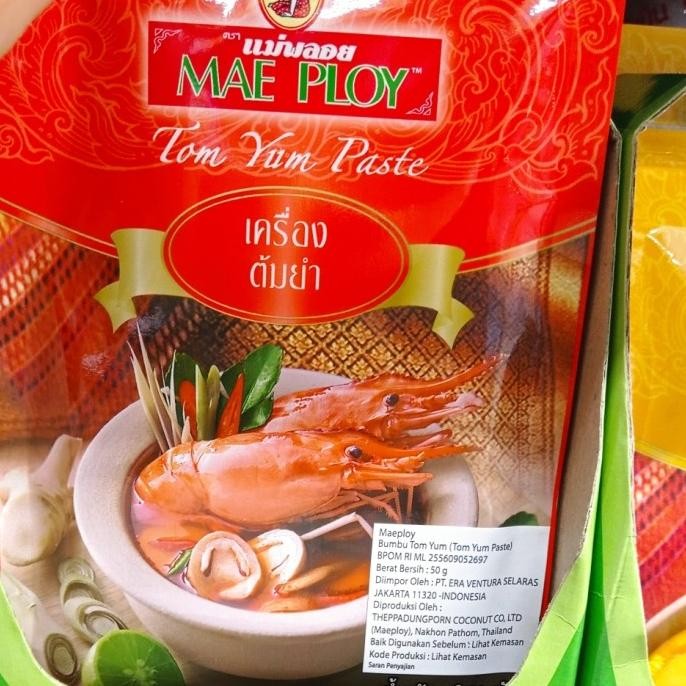 ตรา แม่พลอย
MAE PLOY™
Tom Yum Paste
เครื่อง
ต้มยำ
Maeploy
Bumbu Tom Yum (Tom Yum Paste)
BPOM RI ML 255609052697
Berat Bersih : 50 g
Diimpor Oleh : PT. ERA VENTURA SELARAS
JAKARTA 11320 -INDONESIA
Diproduksi Oleh :
THEPPADUNGPORN COCONUT CO, LTD
(Maeploy), Nakhon Pathom, Thailand
Baik Digunakan Sebelum : Lihat Kemasan
Kode Produksi : Lihat Kemasan
Saran Penyajian